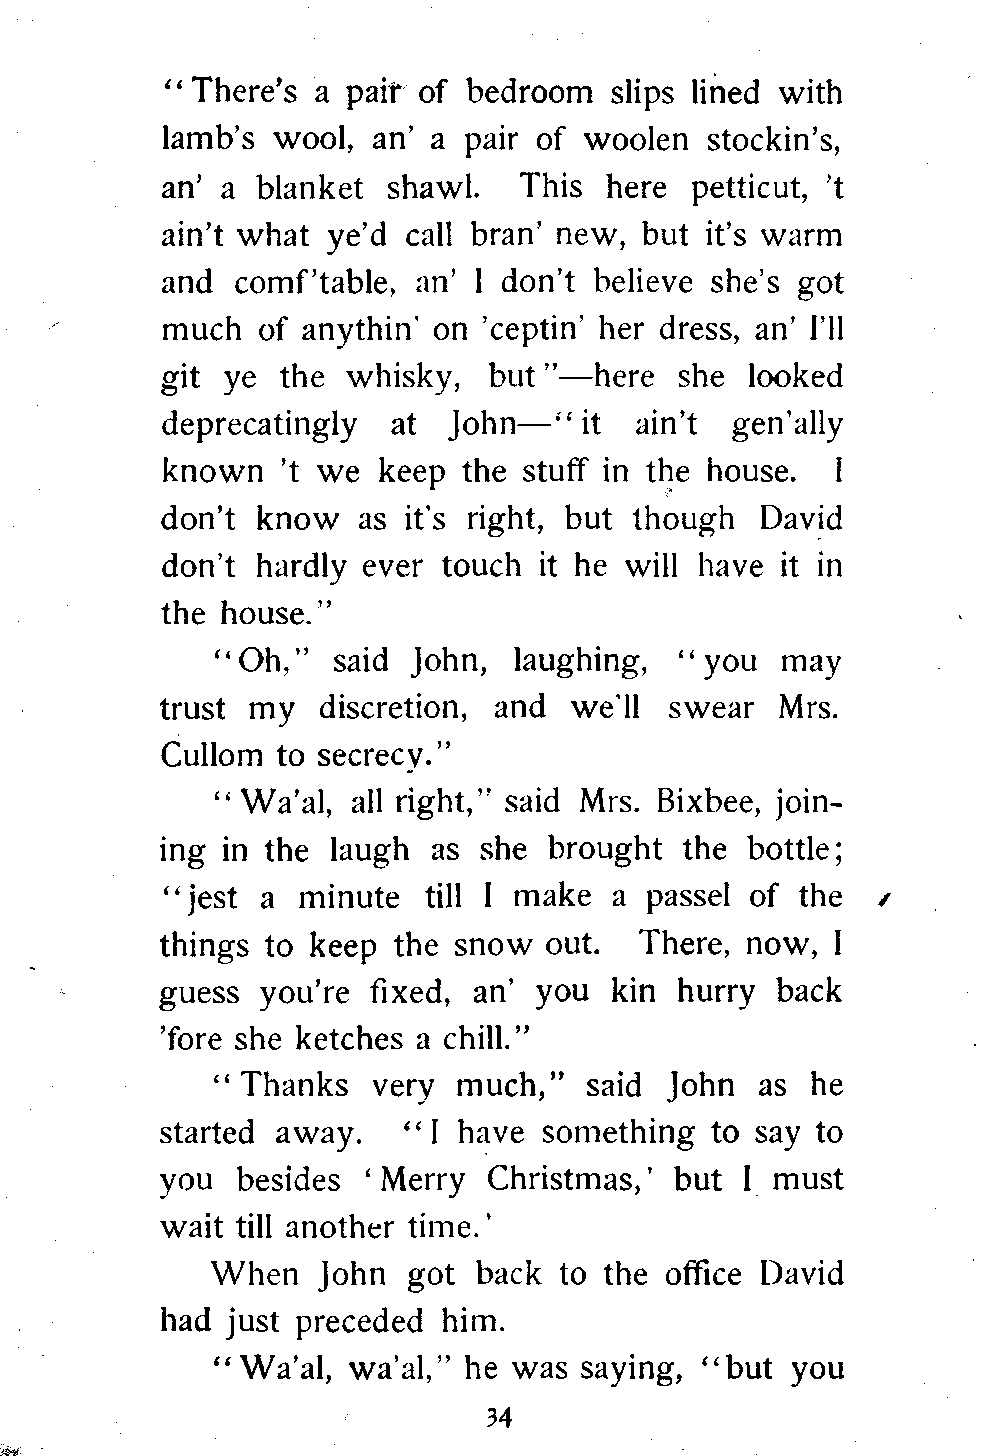 “There's a pair of bedroom slips lined with
lamb's wool, an' a pair of woolen stockin's,
an' a blanket shawl. This here petticut, 't
ain't what ye'd call bran' new, but it's warm
and comf'table, an' I don't believe she's got
much of anythin' on 'ceptin' her dress, an' I'll
git ye the whisky, but”—here she looked
deprecatingly at John—“it ain't gen'ally
known 't we keep the stuff in the house. I
don't know as it's right, but though David
don't hardly ever touch it he will have it in
the house.”
“Oh,” said John, laughing, “you may
trust my discretion, and we'll swear Mrs.
Cullom to secrecy.”
“Wa'al, all right,” said Mrs. Bixbee, join-
ing in the laugh as she brought the bottle;
“jest a minute till I make a passel of the
things to keep the snow out. There, now, I
guess you're fixed, an' you kin hurry back
'fore she ketches a chill.”
“Thanks very much,” said John as he
started away. “I have something to say to
you besides ‘Merry Christmas,’ but I must
wait till another time.'
When John got back to the office David
had just preceded him.
“Wa'al, wa'al,” he was saying, “but you
34